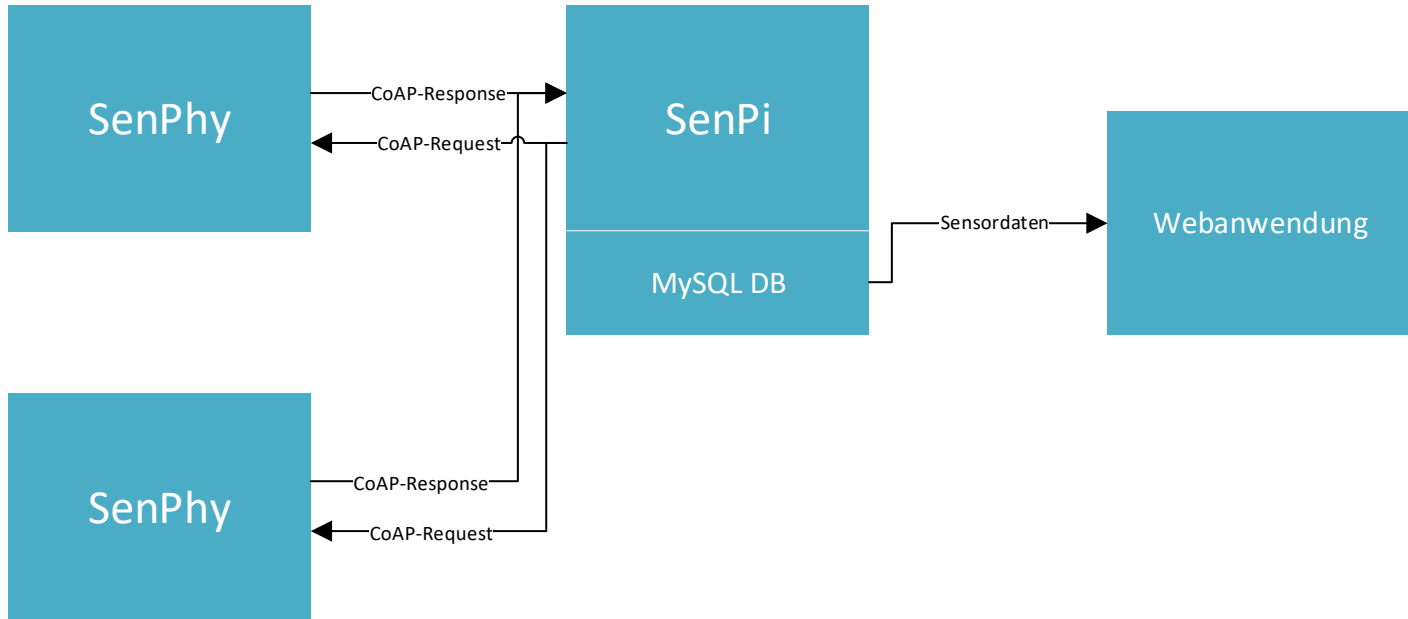 SenPhy
CoAP-Response
CoAP-Request
SenPi
MySQL DB
Sensordaten
Webanwendung
SenPhy
CoAP-Response
CoAP-Request